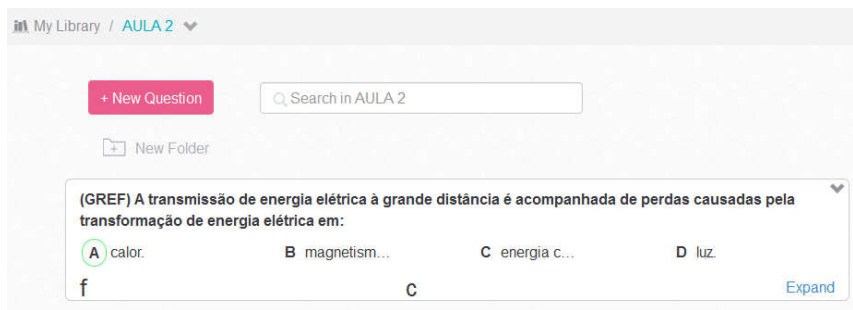 My Library / AULA 2
+ New Question
Search in AULA 2
New Folder
(GREF) A transmissão de energia elétrica à grande distância é acompanhada de perdas causadas pela
transformação de energia elétrica em:
A calor. B magnetism... C energia c... D luz.
f c Expand